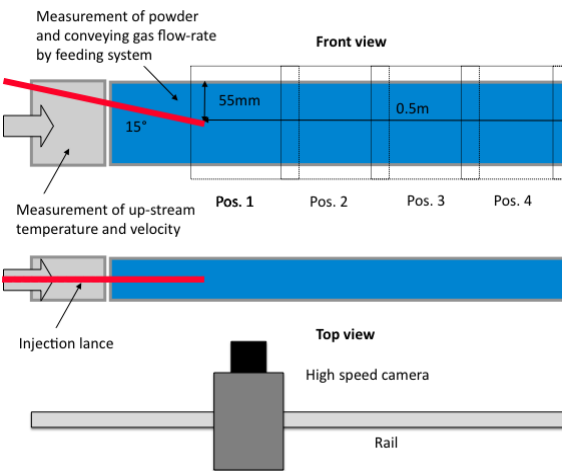 Measurement of powder
and conveying gas flow-rate
by feeding system
Front view
55mm
0.5m
15°
Pos. 1
Pos. 2
Pos. 3
Pos. 4
Measurement of up-stream
temperature and velocity
Injection lance
Top view
High speed camera
Rail